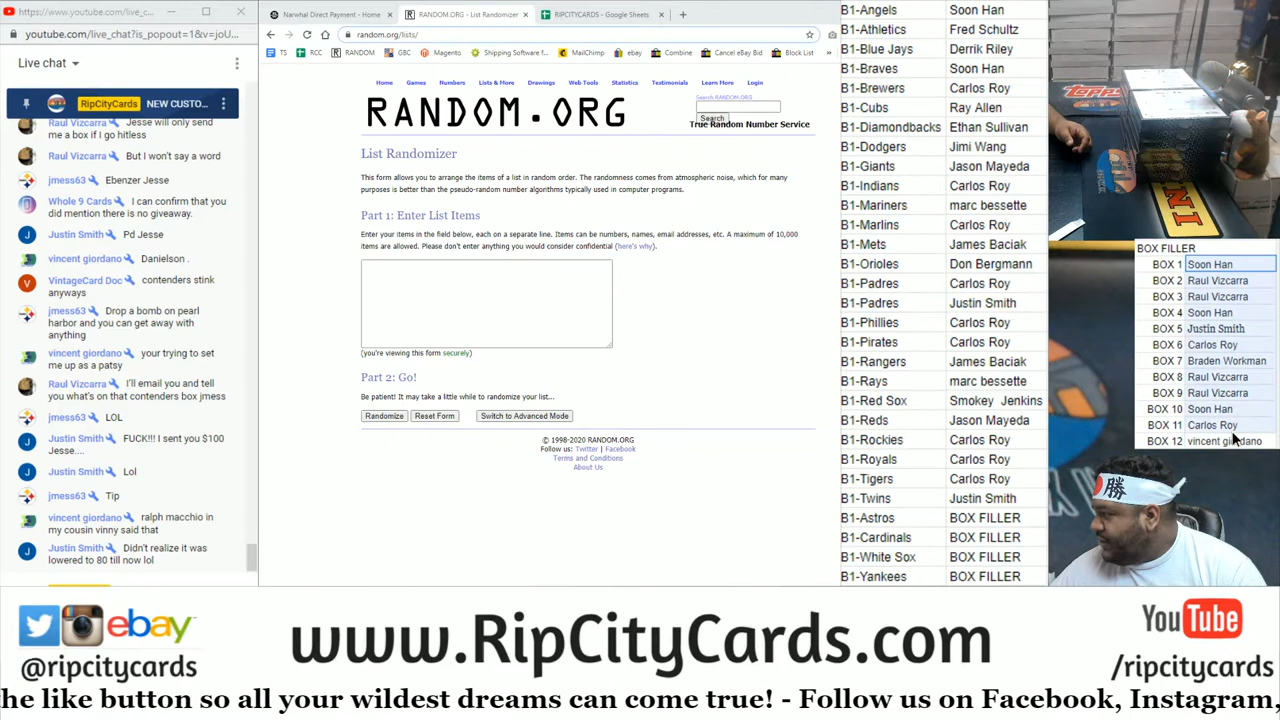 https://www.youtube.com/live_c...
youtube.com/live_chat?is_popout=1&v=joU...
Live chat
RipCityCards NEW CUSTO...
Raul Vizcarra Jesse will only send
me a box if I go hitless
Raul Vizcarra But I won't say a word
jmess63 Ebenzer Jesse
Whole 9 Cards I can confirm that you
did mention there is no giveaway.
Justin Smith Pd Jesse.
vincent giordano Danielson .
VintageCard Doc contenders stink
anyways
jmess63 Drop a bomb on pearl
harbor and you can get away with
anything
vincent giordano your trying to set
me up as a patsy
Raul Vizcarra I'll email you and tell
you what's on that contenders box jmess
jmess63 LOL
Justin Smith FUCK!!! I sent you $100
Jesse....
Justin Smith Lol
jmess63 Tip
vincent giordano ralph macchio in
my cousin vinny said that
Justin Smith Didn't realize it was
lowered to 80 till now lol
Narwhal Direct Payment - Home
RANDOM.ORG - List Randomizer
RIPCITYCARDS - Google Sheets
random.org/lists/
TS RCC RANDOM GBC Magento Shipping Software f... MailChimp ebay Combine Cancel eBay Bid Block List
Home Games Numbers Lists & More Drawings Web Tools Statistics Testimonials Learn More Login
RANDOM.ORG
Search RANDOM.ORG
Search
True Random Number Service
List Randomizer
This form allows you to arrange the items of a list in random order. The randomness comes from atmospheric noise, which for many
purposes is better than the pseudo-random number algorithms typically used in computer programs.
Part 1: Enter List Items
Enter your items in the field below, each on a separate line. Items can be numbers, names, email addresses, etc. A maximum of 10,000
items are allowed. Please don't enter anything you would consider confidential (here's why).
(you're viewing this form securely)
Part 2: Go!
Be patient! It may take a little while to randomize your list...
Randomize Reset Form Switch to Advanced Mode
© 1998-2020 RANDOM.ORG
Follow us: Twitter | Facebook
Terms and Conditions
About Us
B1-Angels Soon Han
B1-Athletics Fred Schultz
B1-Blue Jays Derrik Riley
B1-Braves Soon Han
B1-Brewers Carlos Roy
B1-Cubs Ray Allen
B1-Diamondbacks Ethan Sullivan
B1-Dodgers Jimi Wang
B1-Giants Jason Mayeda
B1-Indians Carlos Roy
B1-Mariners marc bessette
B1-Marlins Carlos Roy
B1-Mets James Baciak
B1-Orioles Don Bergmann
B1-Padres Justin Smith
B1-Phillies Carlos Roy
B1-Pirates Carlos Roy
B1-Rangers James Baciak
B1-Rays marc bessette
B1-Red Sox Smokey Jenkins
B1-Reds Jason Mayeda
B1-Rockies Carlos Roy
B1-Royals Carlos Roy
B1-Tigers Carlos Roy
B1-Twins Justin Smith
B1-Astros BOX FILLER
B1-Cardinals BOX FILLER
B1-White Sox BOX FILLER
B1-Yankees BOX FILLER
topps
BOX FILLER
BOX 1 Soon Han
BOX 2 Raul Vizcarra
BOX 3 Raul Vizcarra
BOX 4 Soon Han
BOX 5 Justin Smith
BOX 6 Carlos Roy
BOX 7 Braden Workman
BOX 8 Raul Vizcarra
BOX 9 Raul Vizcarra
BOX 10 Soon Han
BOX 11 Carlos Roy
BOX 12 vincent giordano
勝
ebay
@ripcitycards
www.RipCityCards.com
YouTube
/ripcitycards
the like button so all your wildest dreams can come true! - Follow us on Facebook, Instagram,